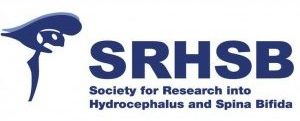 SRHSB
Society for Research into
Hydrocephalus and Spina Bifida